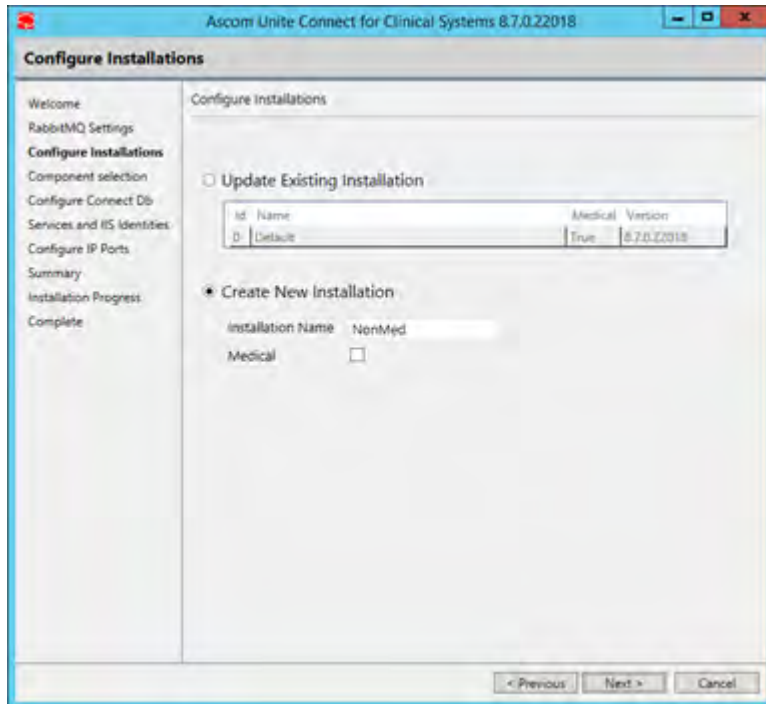 Ascom Unite Connect for Clinical Systems 8.7.0.22018
Configure Installations
Welcome
RabbitMQ Settings
Configure Installations
Component selection
Configure Connect Db
Services and IIS Identities
Configure IP Ports
Summary
Installation Progress
Complete
Configure Installations
Update Existing Installation
Id Name Medical Version
0 Default True 8.7.0.22018
Create New Installation
Installation Name NonMed
Medical
< Previous Next > Cancel